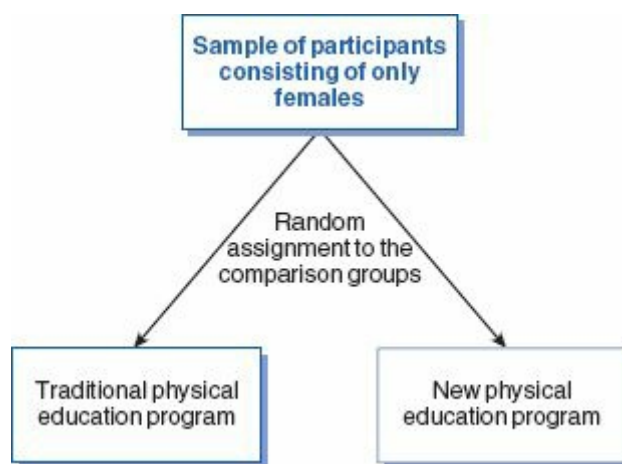 Sample of participants
consisting of only
females
Random
assignment to the
comparison groups
Traditional physical
education program
New physical
education program